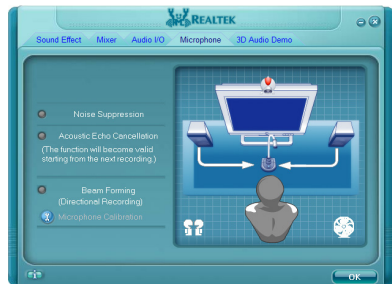 REALTEK
Sound Effect Mixer Audio I/O Microphone 3D Audio Demo
Noise Suppression
Acoustic Echo Cancellation
(The function will become valid
starting from the next recording.)
Beam Forming
(Directional Recording)
Microphone Calibration
OK